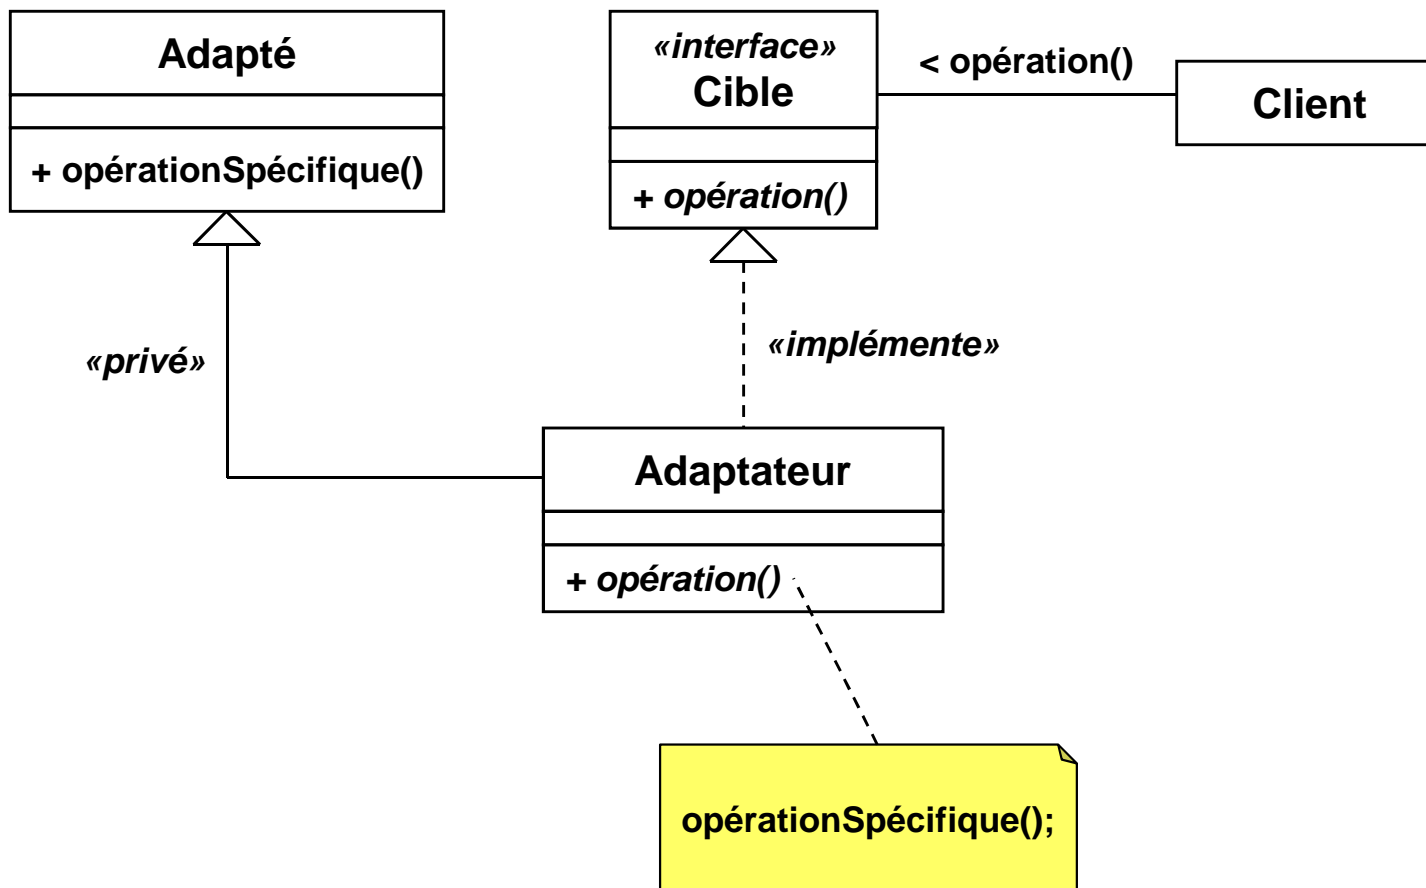 Adapté
+ opérationSpécifique()
«interface»
Cible
+ opération()
< opération()
Client
«privé»
«implémente»
Adaptateur
+ opération()
opérationSpécifique();